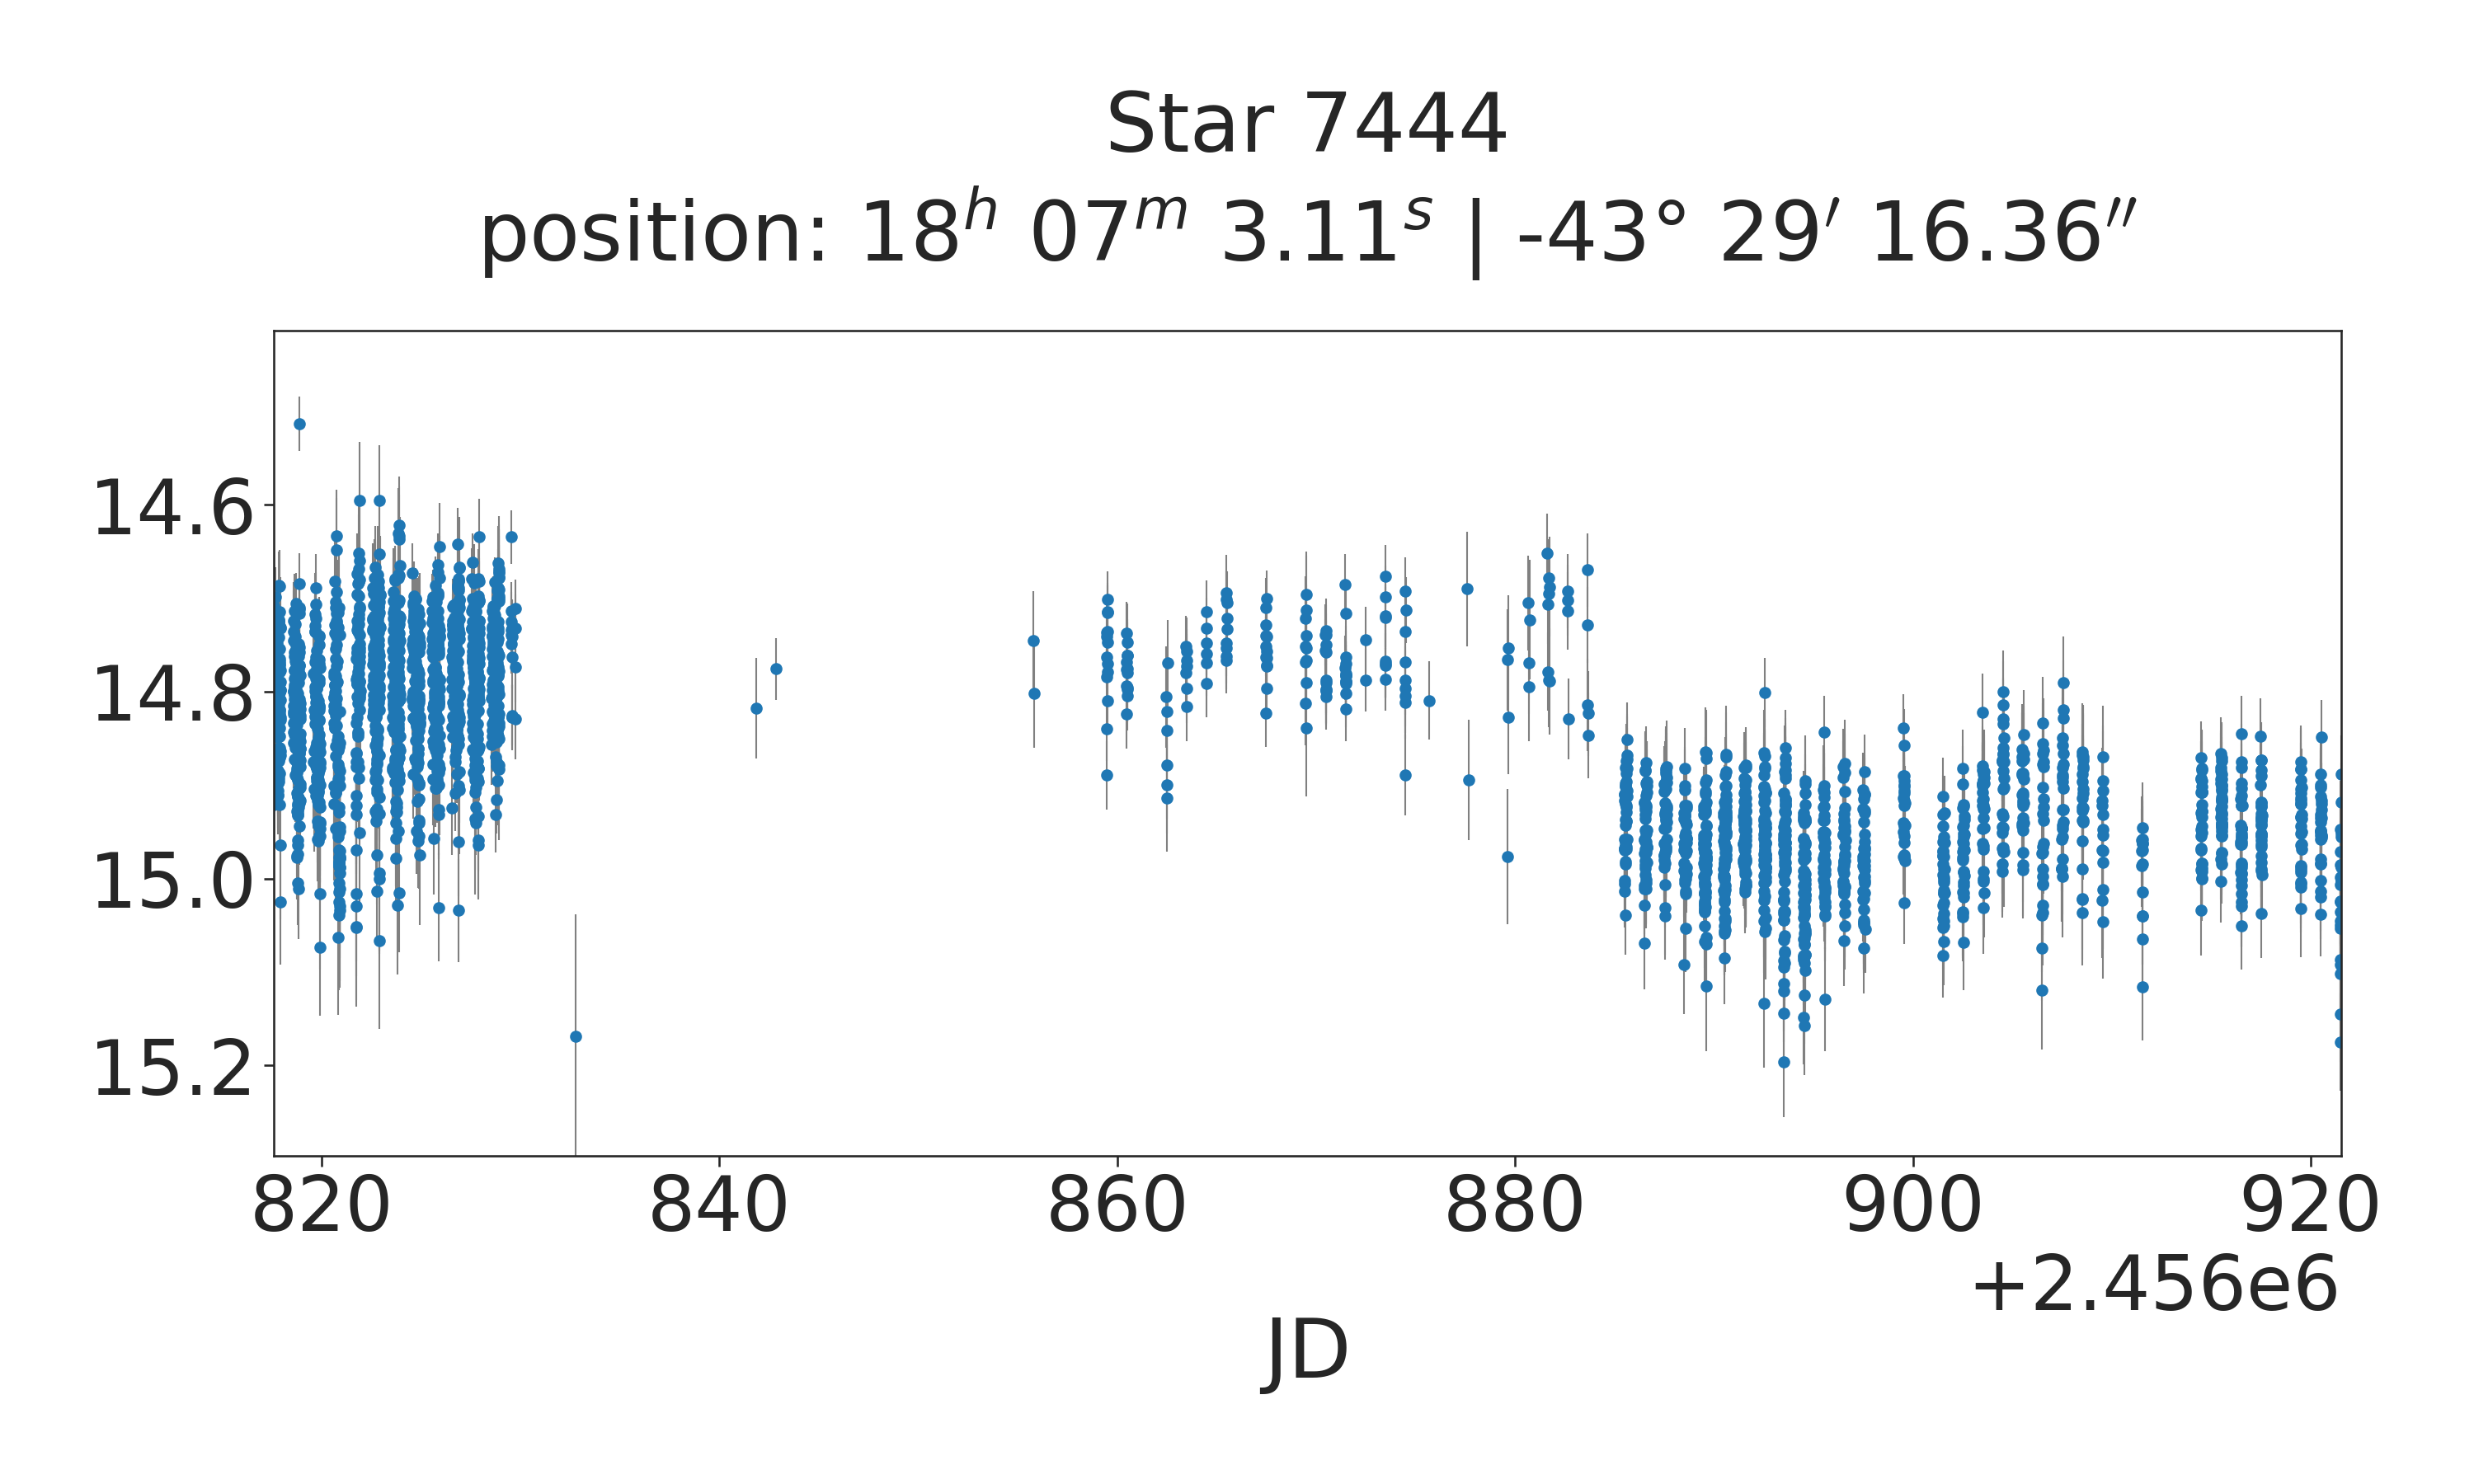 Star 7444
position: 18ʰ 07ᵐ 3.11ˢ | -43° 29′ 16.36″
14.6
14.8
15.0
15.2
820 840 860 880 900 920
+2.456e6
JD